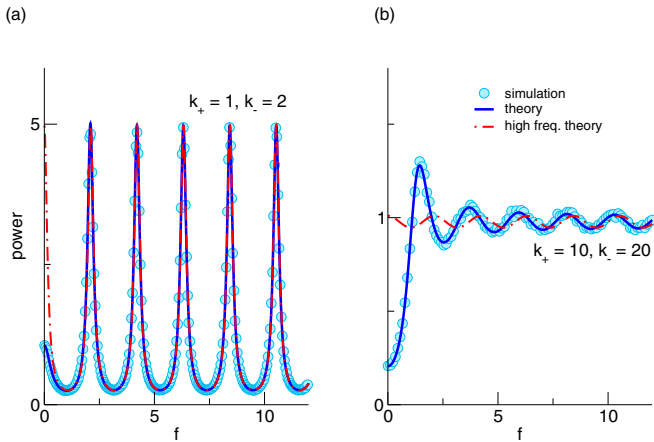 (a)
k₊ = 1, k₋ = 2
power
5
0
0
5
10
f
(b)
simulation
theory
high freq. theory
k₊ = 10, k₋ = 20
1
0
0
5
10
f